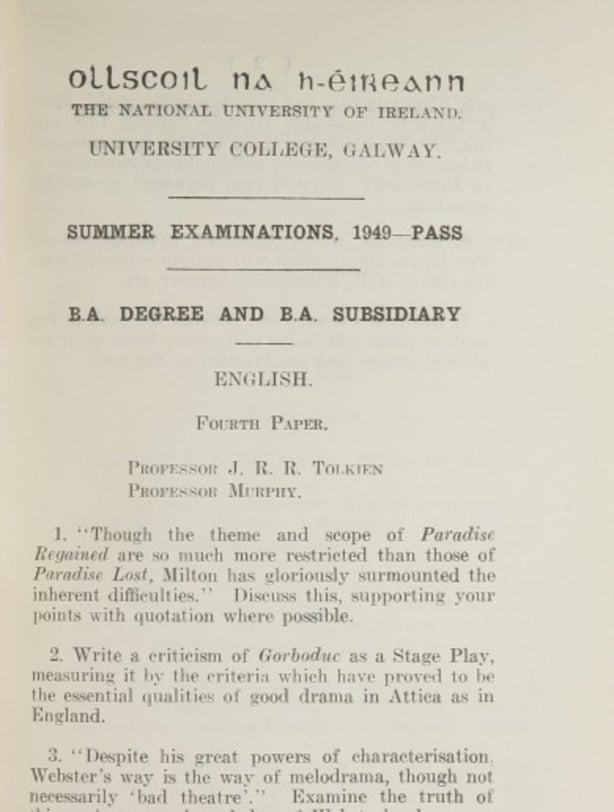 Ollscoil na h-Éireann
THE NATIONAL UNIVERSITY OF IRELAND.
UNIVERSITY COLLEGE, GALWAY.
SUMMER EXAMINATIONS, 1949—PASS
B.A. DEGREE AND B.A. SUBSIDIARY
ENGLISH.
FOURTH PAPER.
PROFESSOR J. R. R. TOLKIEN
PROFESSOR MURPHY.
1. “Though the theme and scope of Paradise
Regained are so much more restricted than those of
Paradise Lost, Milton has gloriously surmounted the
inherent difficulties.” Discuss this, supporting your
points with quotation where possible.
2. Write a criticism of Gorboduc as a Stage Play,
measuring it by the criteria which have proved to be
the essential qualities of good drama in Attica as in
England.
3. “Despite his great powers of characterisation,
Webster's way is the way of melodrama, though not
necessarily ‘bad theatre’.” Examine the truth of